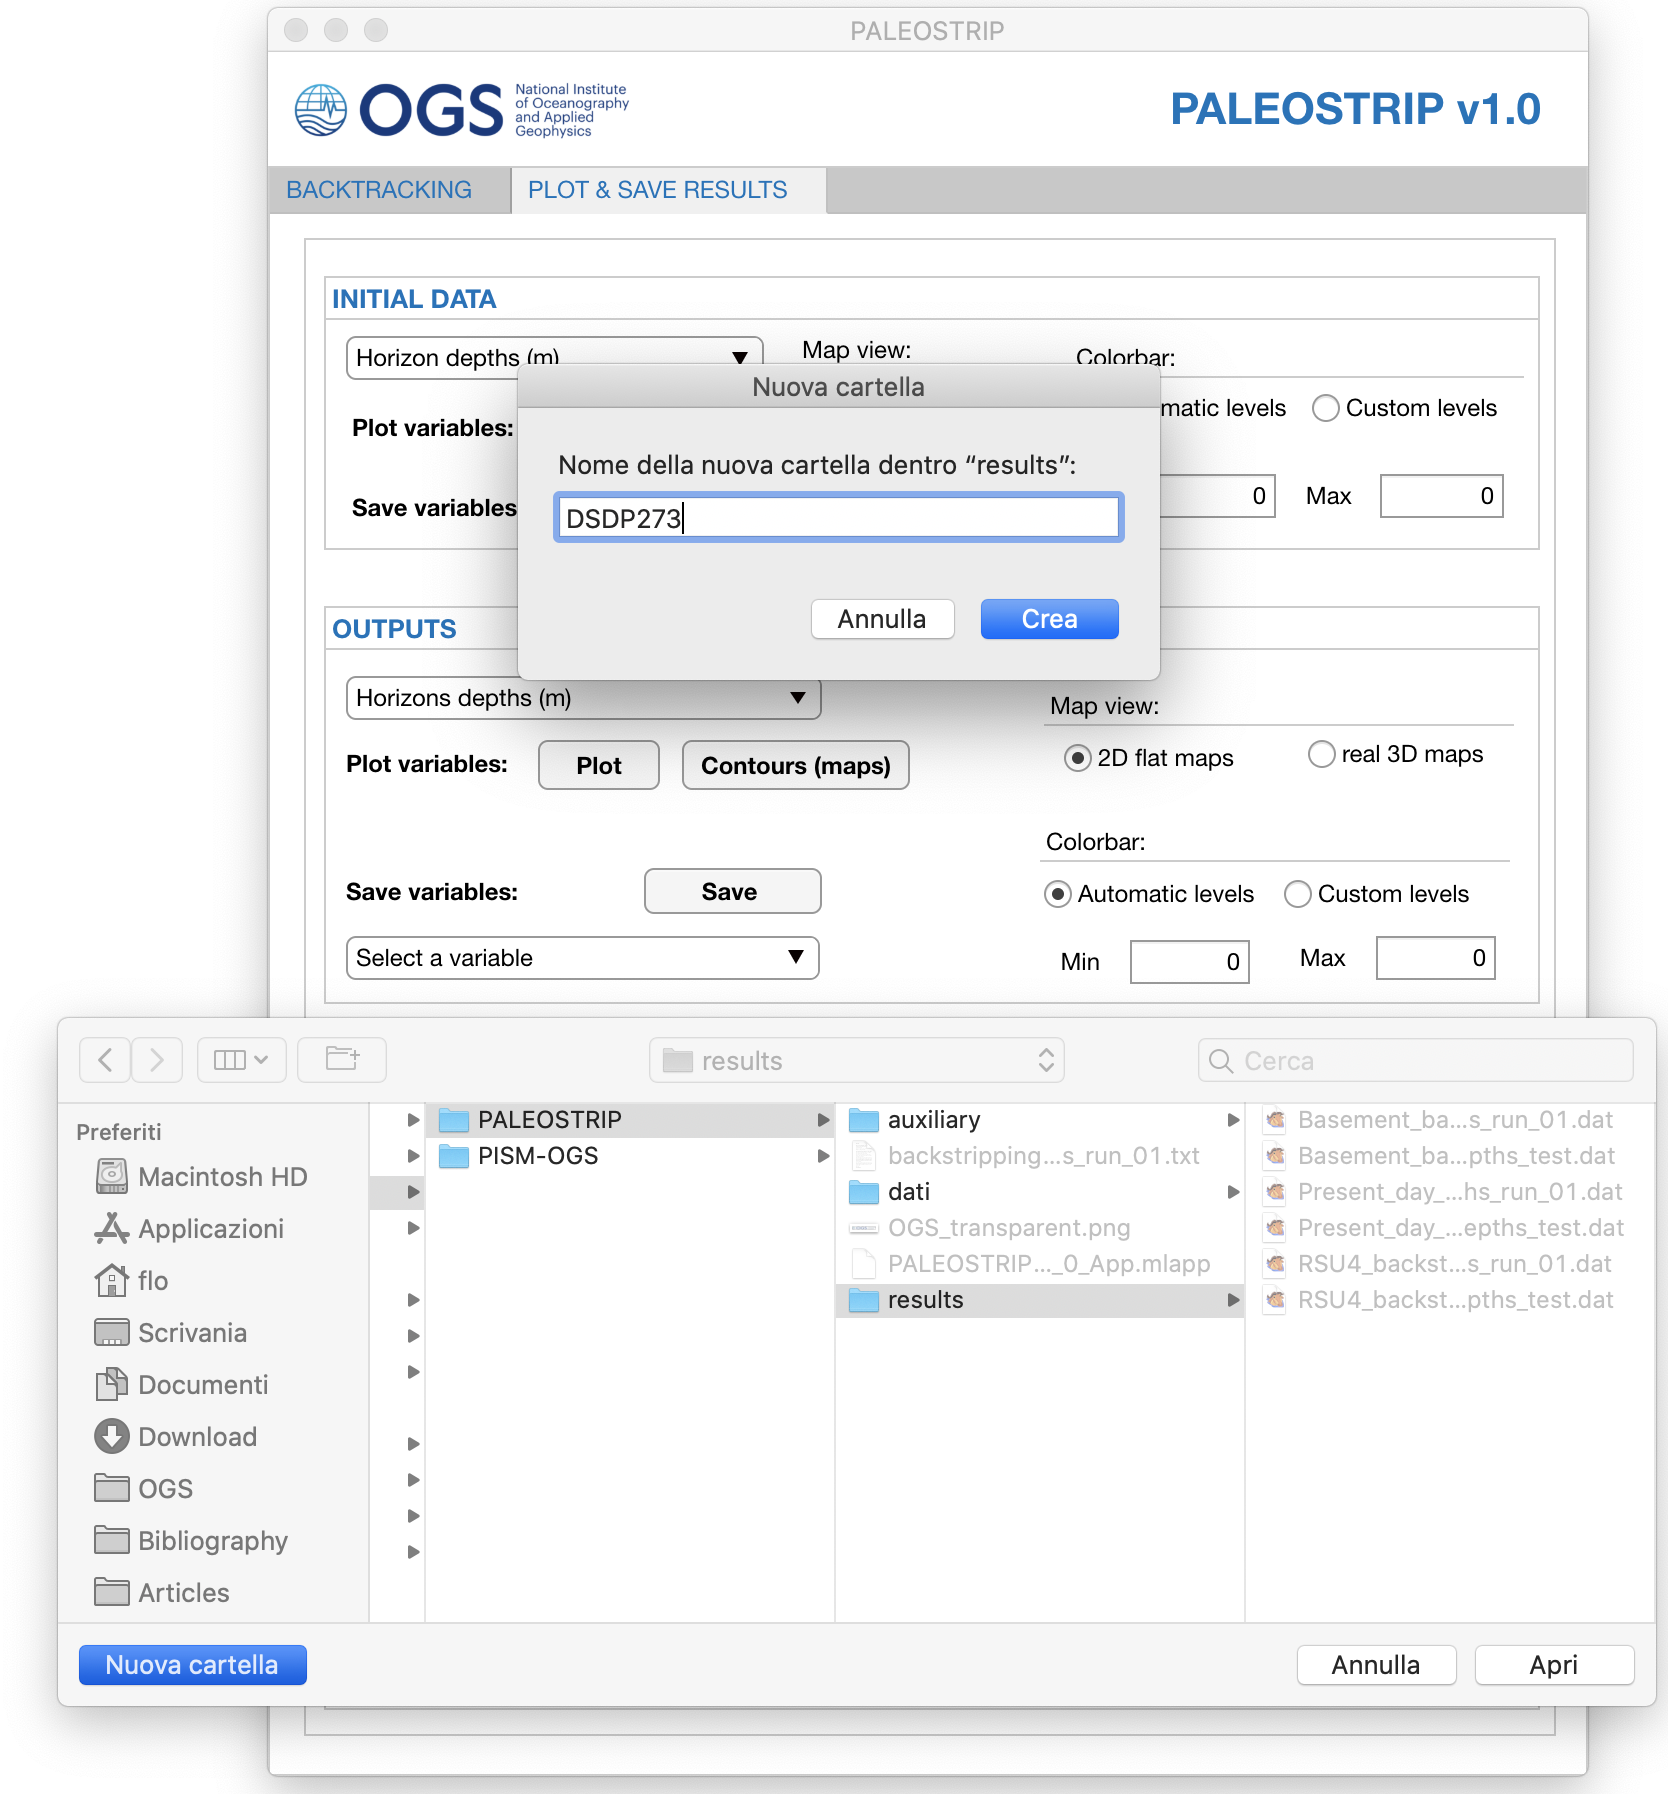 PALEOSTRIP
OGS
National Institute
of Oceanography
and Applied
Geophysics
PALEOSTRIP v1.0
BACKTRACKING
PLOT & SAVE RESULTS
INITIAL DATA
Horizon depths (m)
Map view:
Colorbar:
Nuova cartella
Plot variables:
matic levels
Custom levels
Nome della nuova cartella dentro “results”:
Save variables
DSDP273
0
Max
0
Annulla
Crea
OUTPUTS
Horizons depths (m)
Map view:
Plot variables:
Plot
Contours (maps)
2D flat maps
real 3D maps
Colorbar:
Save variables:
Save
Automatic levels
Custom levels
Select a variable
Min
0
Max
0
results
Cerca
Preferiti
Macintosh HD
Applicazioni
flo
Scrivania
Documenti
Download
OGS
Bibliography
Articles
PALEOSTRIP
PISM-OGS
auxiliary
backstripping...s_run_01.txt
dati
OGS_transparent.png
PALEOSTRIP..._0_App.mlapp
results
Basement_ba...s_run_01.dat
Basement_ba...pths_test.dat
Present_day_...hs_run_01.dat
Present_day_...epths_test.dat
RSU4_backst...s_run_01.dat
RSU4_backst...pths_test.dat
Nuova cartella
Annulla
Apri